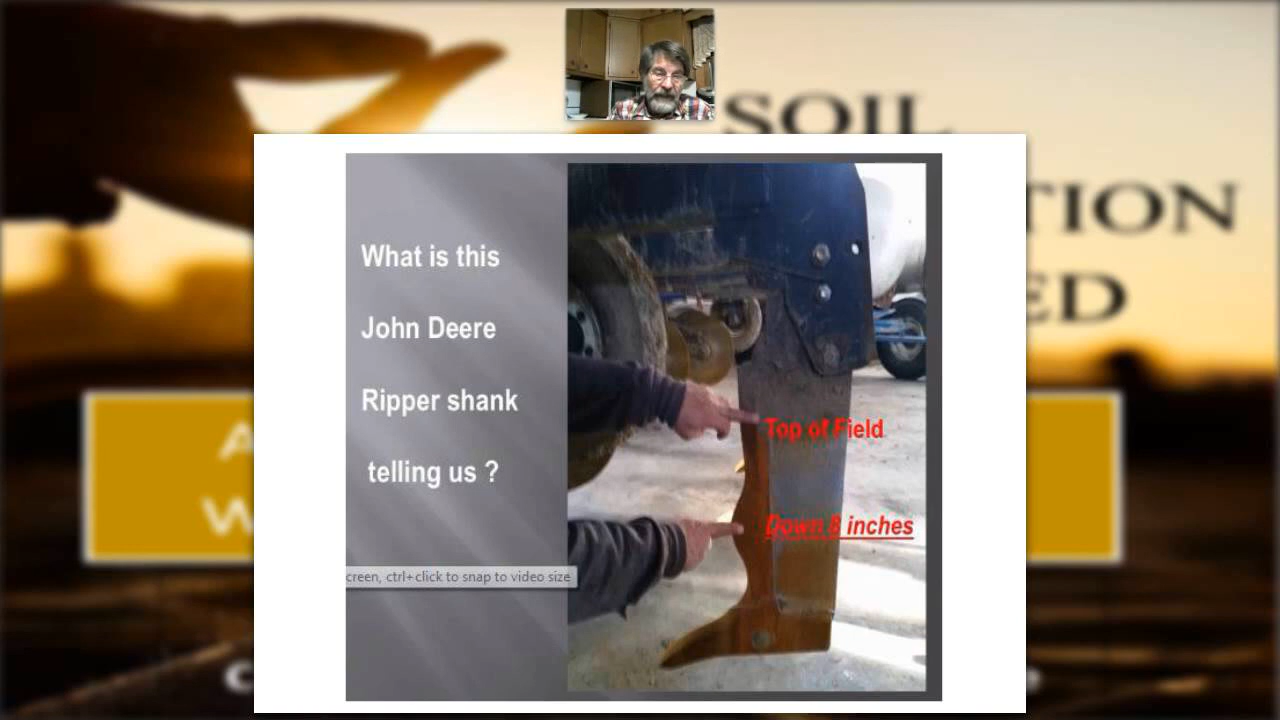 SOIL
TION
ED
What is this
John Deere
Ripper shank
telling us ?
Top of Field
Down 8 inches
creen, ctrl+click to snap to video size
A
W
C